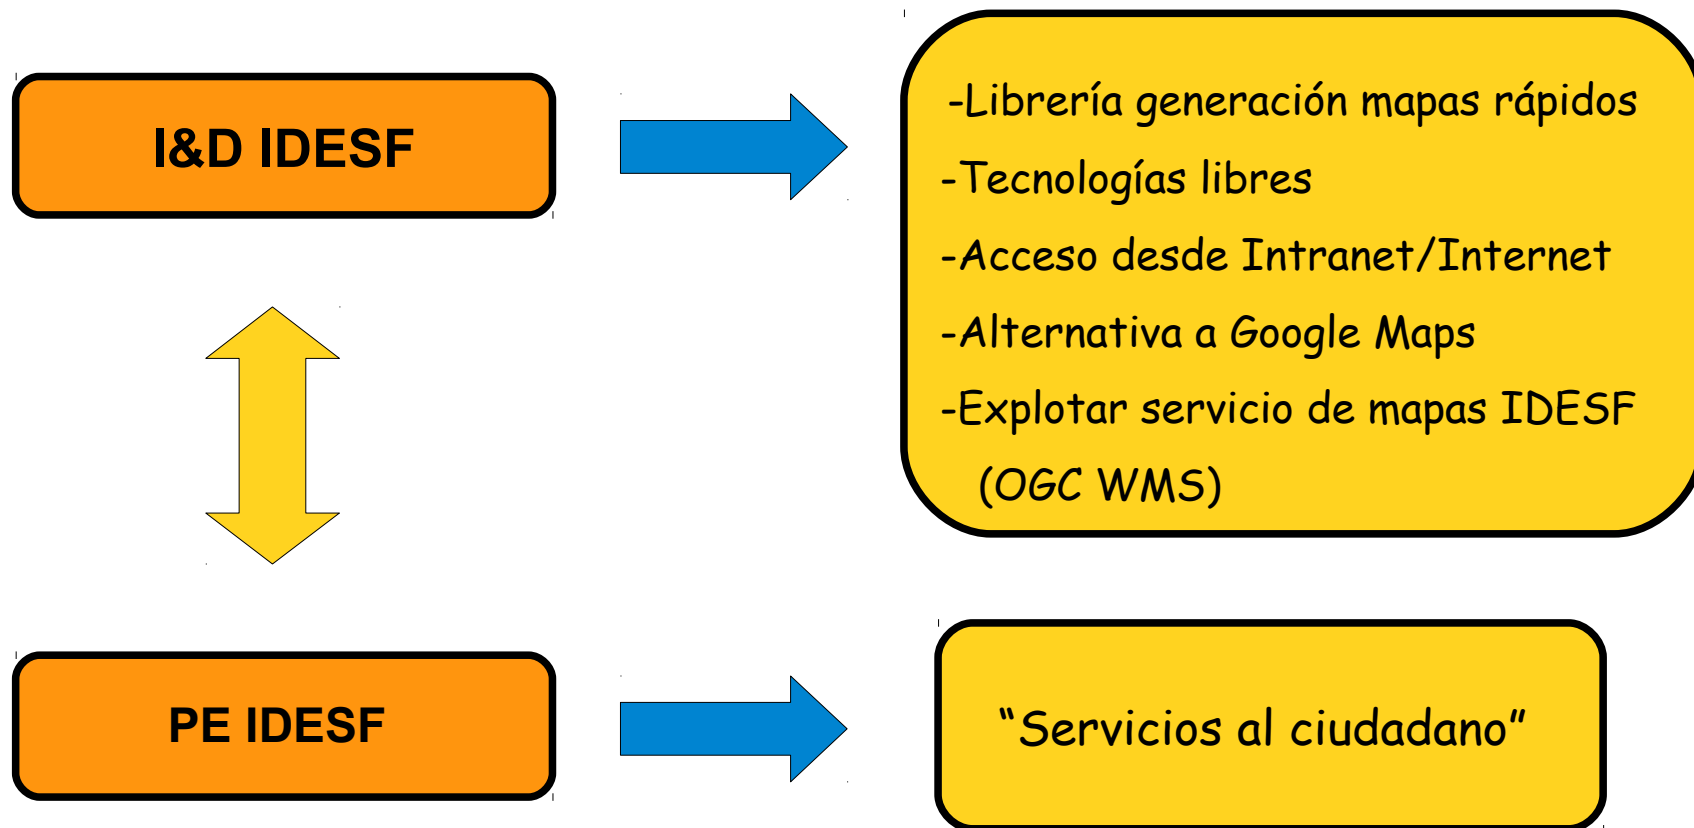 I&D IDESF
-Librería generación mapas rápidos
-Tecnologías libres
-Acceso desde Intranet/Internet
-Alternativa a Google Maps
-Explotar servicio de mapas IDESF
(OGC WMS)
PE IDESF
“Servicios al ciudadano”